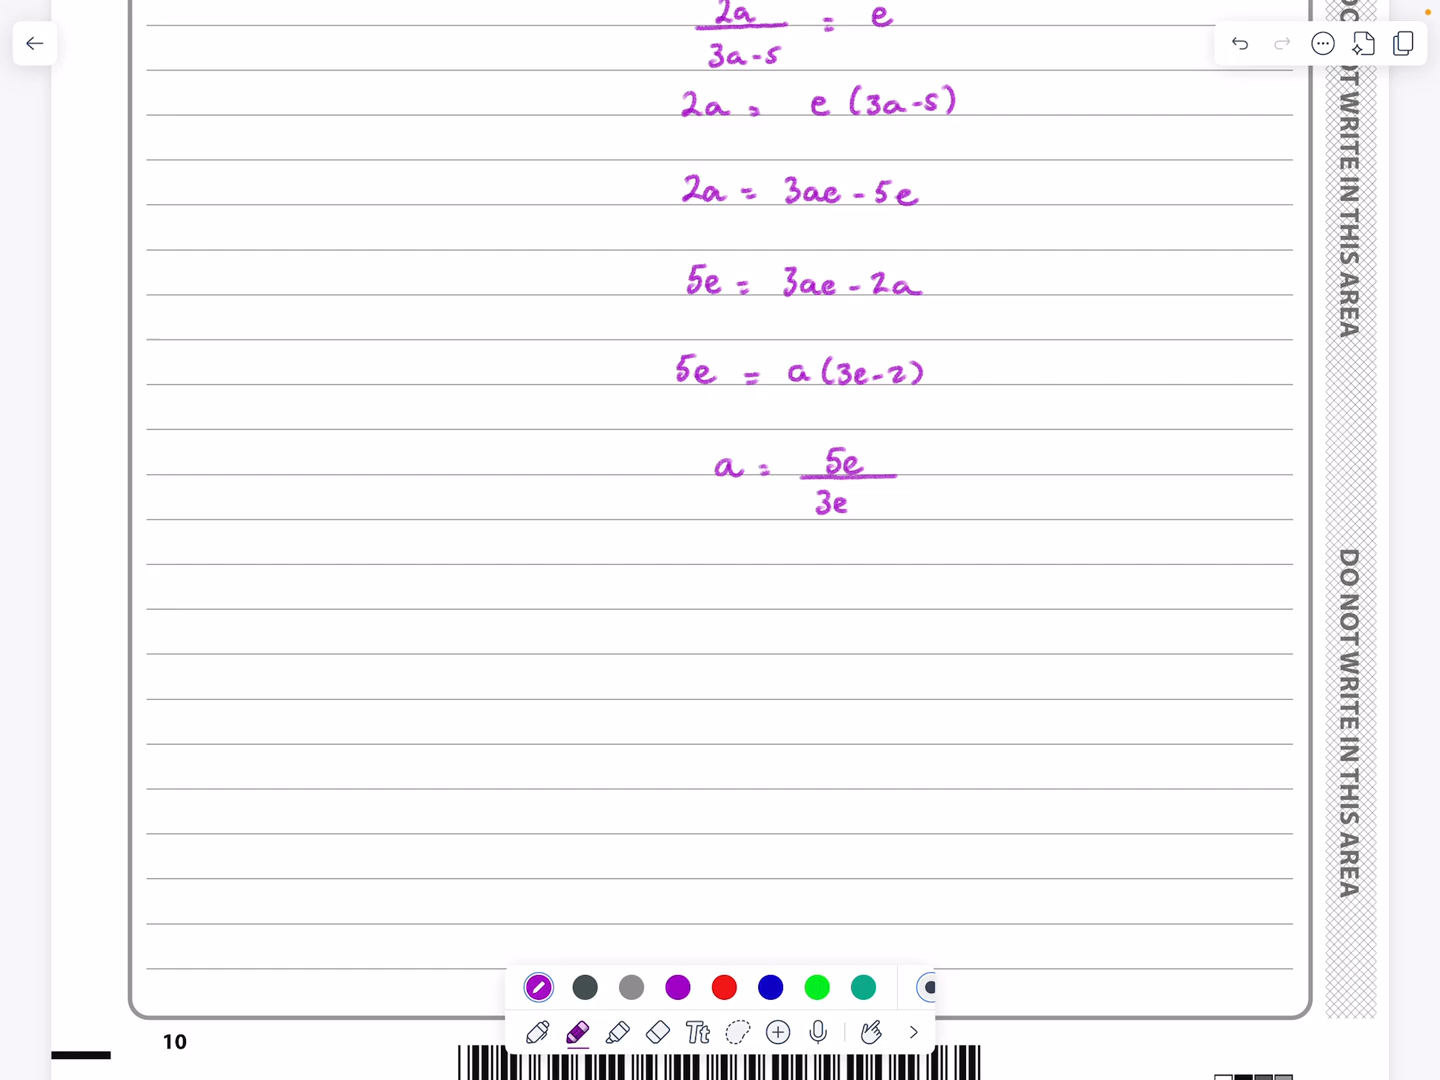 2a
3a-5 = e
2a = e (3a-5)
2a = 3ae - 5e
5e = 3ae - 2a
5e = a (3e-2)
a = 5e
3e
DO NOT WRITE IN THIS AREA
DO NOT WRITE IN THIS AREA
10
Tt